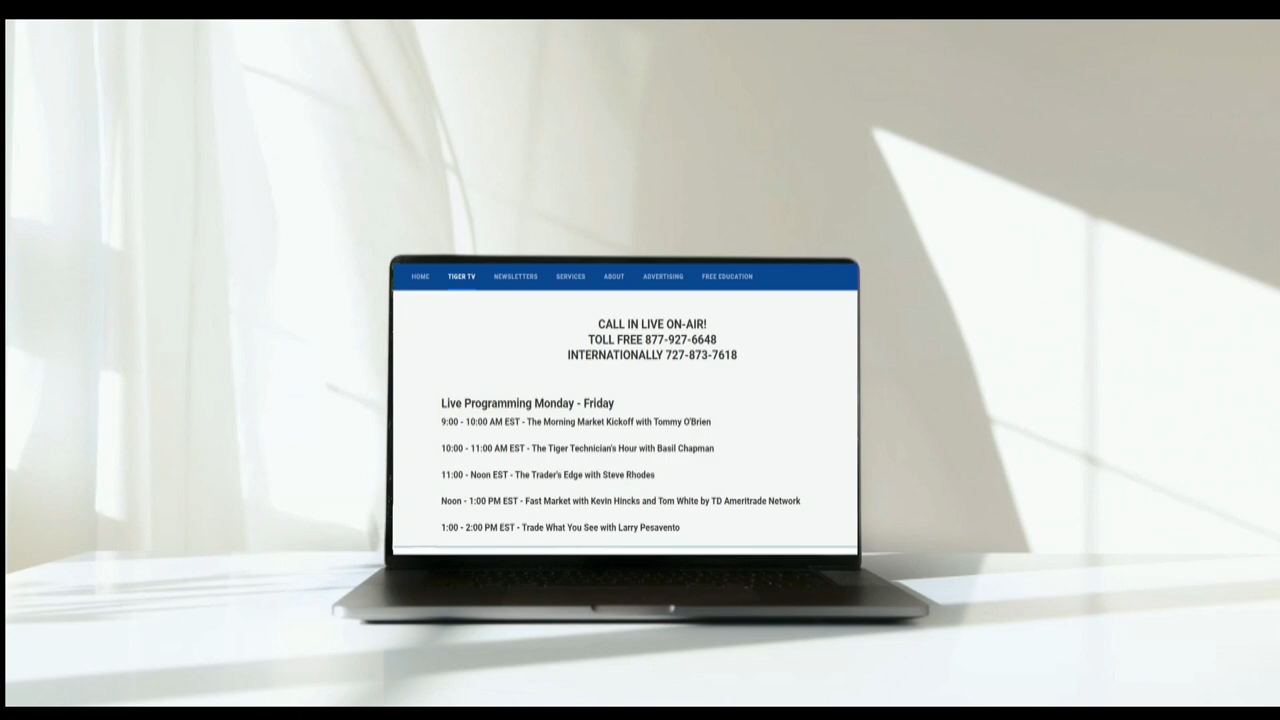 HOME TIGER TV NEWSLETTERS SERVICES ABOUT ADVERTISING FREE EDUCATION
CALL IN LIVE ON-AIR!
TOLL FREE 877-927-6648
INTERNATIONALLY 727-873-7618
Live Programming Monday - Friday
9:00 - 10:00 AM EST - The Morning Market Kickoff with Tommy O'Brien
10:00 - 11:00 AM EST - The Tiger Technician's Hour with Basil Chapman
11:00 - Noon EST - The Trader's Edge with Steve Rhodes
Noon - 1:00 PM EST - Fast Market with Kevin Hincks and Tom White by TD Ameritrade Network
1:00 - 2:00 PM EST - Trade What You See with Larry Pesavento